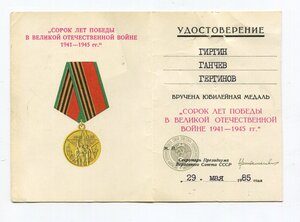 „СОРОК ЛЕТ ПОБЕДЫ
В ВЕЛИКОЙ ОТЕЧЕСТВЕННОЙ ВОЙНЕ
1941—1945 гг.“
УДОСТОВЕРЕНИЕ
ГИРГИН
ГАНЧЕВ
ГЕРГИНОВ
ВРУЧЕНА ЮБИЛЕЙНАЯ МЕДАЛЬ
„СОРОК ЛЕТ ПОБЕДЫ
В ВЕЛИКОЙ ОТЕЧЕСТВЕННОЙ
ВОЙНЕ 1941—1945 гг.“
Секретарь Президиума
Верховного Совета СССР
„29“ мая 1985 года